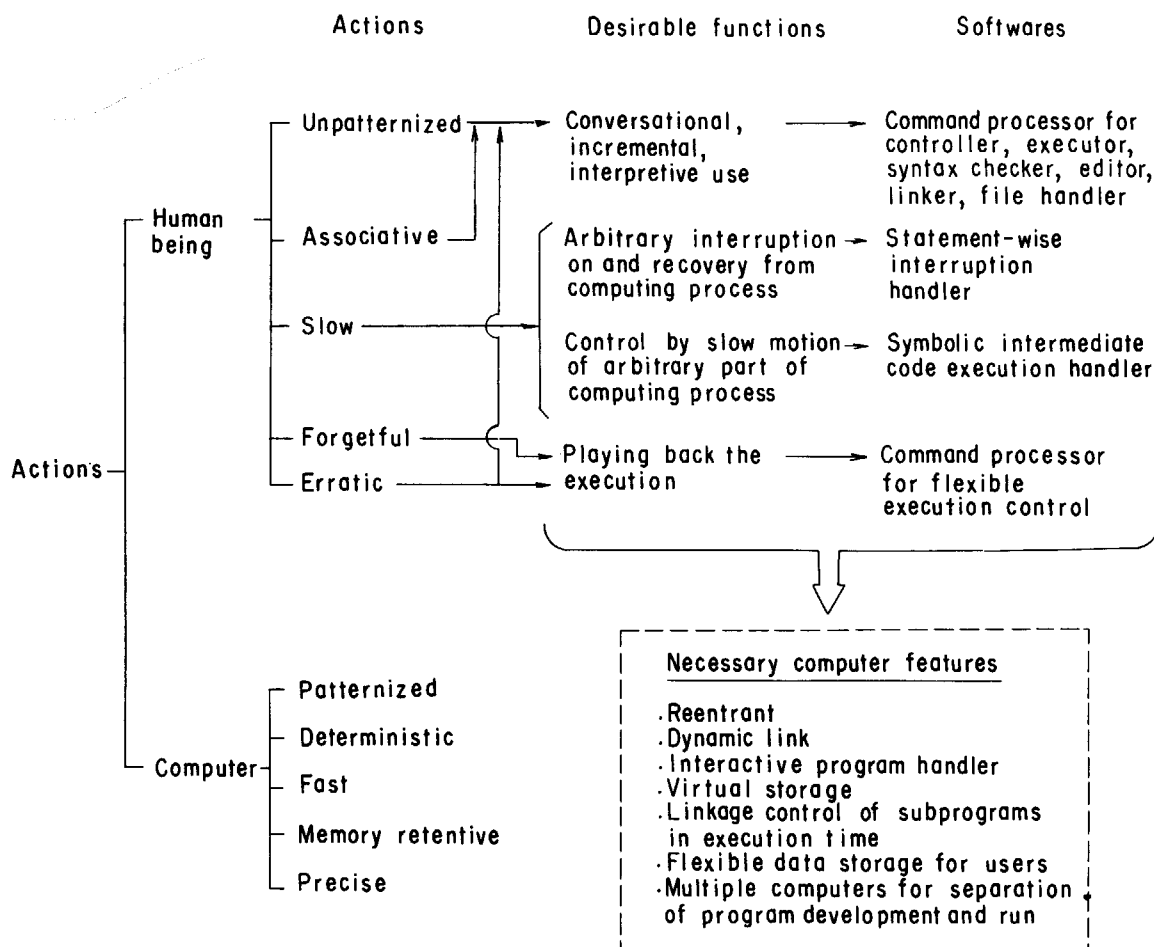 Actions
Desirable functions
Softwares
Unpatternized
Conversational,
incremental,
interpretive use
Command processor for
controller, executor,
syntax checker, editor,
linker, file handler
Human
being
Associative
Arbitrary interruption
on and recovery from
computing process
Statement-wise
interruption
handler
Slow
Control by slow motion
of arbitrary part of
computing process
Symbolic intermediate
code execution handler
Forgetful
Actions
Playing back the
execution
Command processor
for flexible
execution control
Erratic
Necessary computer features
.Reentrant
.Dynamic link
.Interactive program handler
.Virtual storage
.Linkage control of subprograms
in execution time
.Flexible data storage for users
.Multiple computers for separation
of program development and run
Computer
Patternized
Deterministic
Fast
Memory retentive
Precise